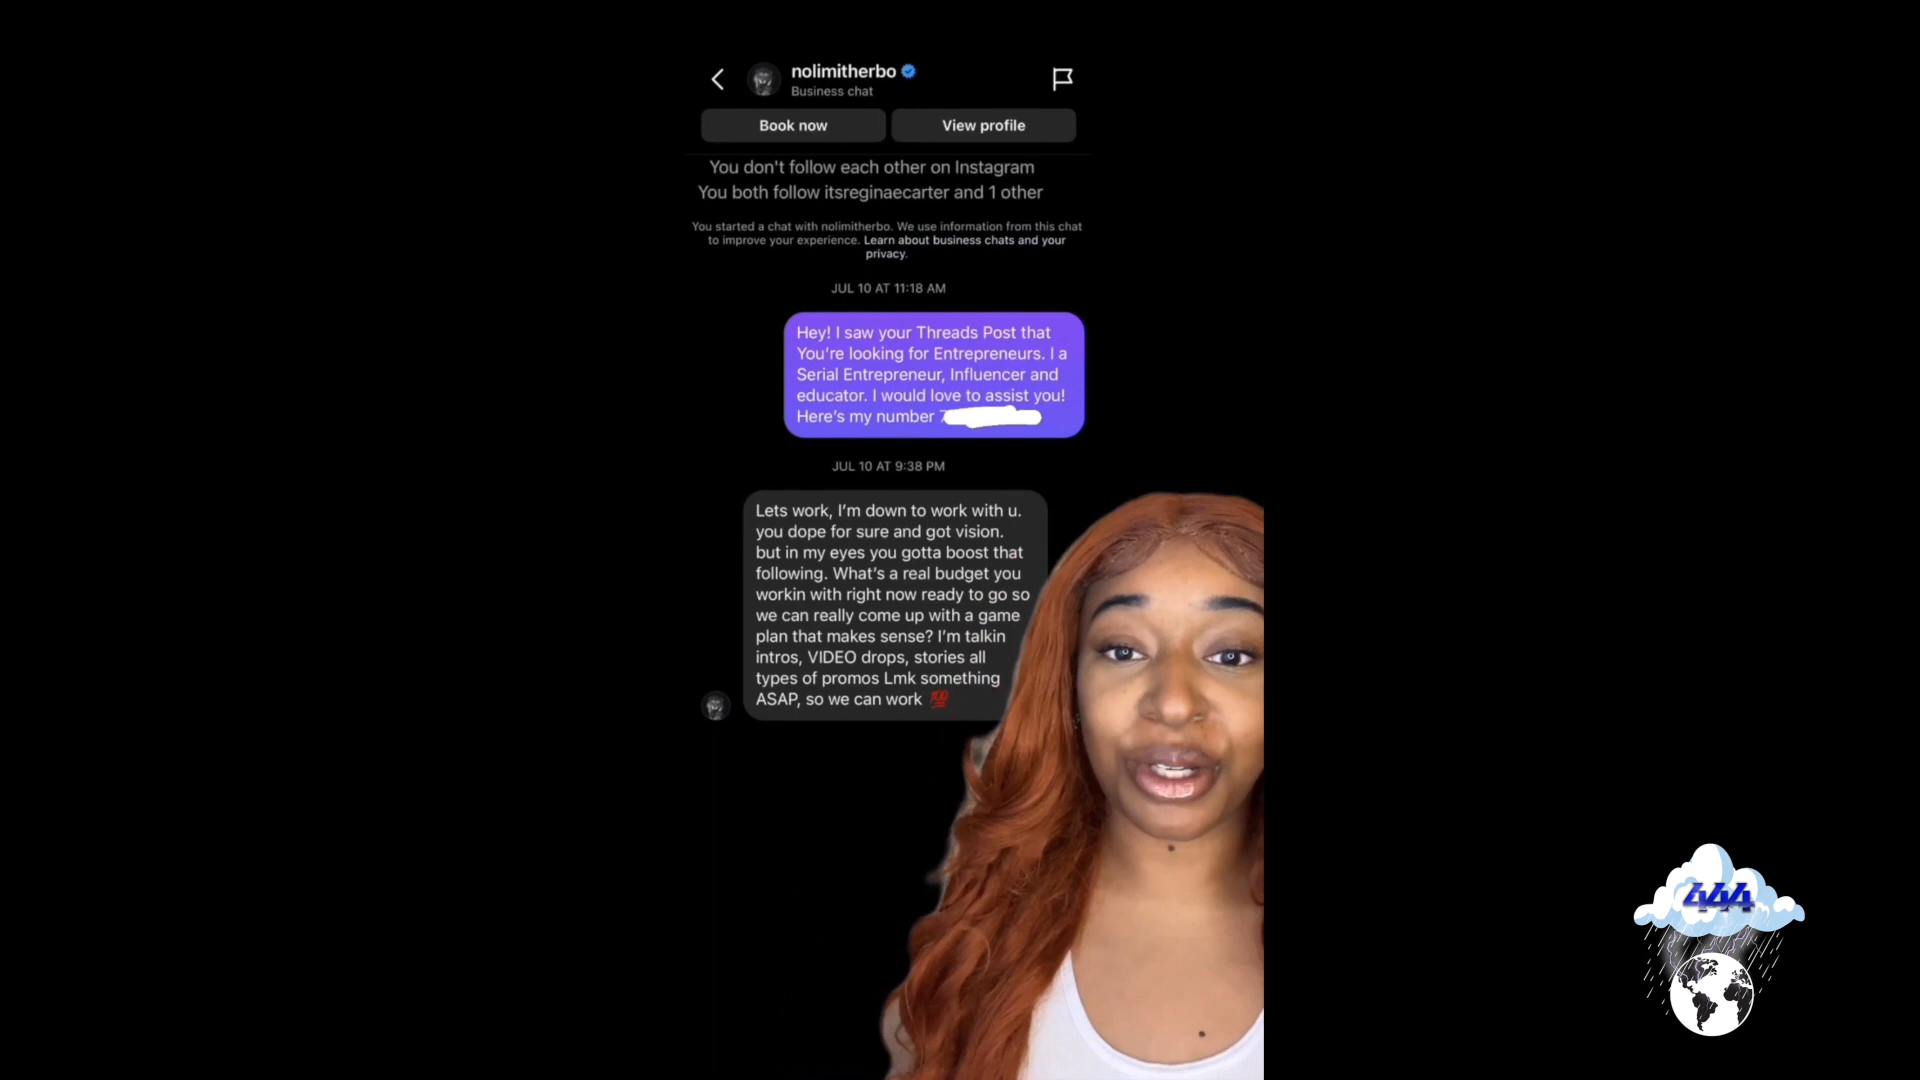 nolimitherbo
Business chat
Book now
View profile
You don't follow each other on Instagram
You both follow itsreginaecarter and 1 other
You started a chat with nolimitherbo. We use information from this chat
to improve your experience. Learn about business chats and your
privacy.
JUL 10 AT 11:18 AM
Hey! I saw your Threads Post that
You're looking for Entrepreneurs. I a
Serial Entrepreneur, Influencer and
educator. I would love to assist you!
Here's my number 7
JUL 10 AT 9:38 PM
Lets work, I'm down to work with u.
you dope for sure and got vision.
but in my eyes you gotta boost that
following. What's a real budget you
workin with right now ready to go so
we can really come up with a game
plan that makes sense? I'm talkin
intros, VIDEO drops, stories all
types of promos Lmk something
ASAP, so we can work 💯
444